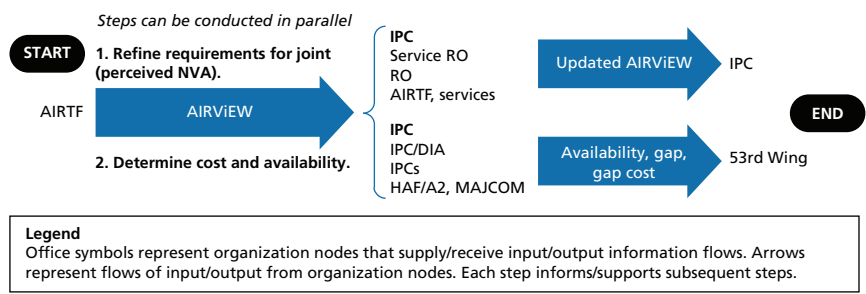 Steps can be conducted in parallel
START
1. Refine requirements for joint
(perceived NVA).
AIRTF
AIRViEW
2. Determine cost and availability.
IPC
Service RO
RO
AIRTF, services
Updated AIRViEW
IPC
IPC
IPC/DIA
IPCs
HAF/A2, MAJCOM
Availability, gap,
gap cost
53rd Wing
END
Legend
Office symbols represent organization nodes that supply/receive input/output information flows. Arrows
represent flows of input/output from organization nodes. Each step informs/supports subsequent steps.